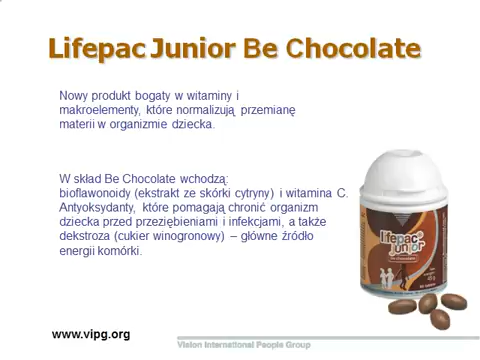 Lifepac Junior Be Chocolate
Nowy produkt bogaty w witaminy i
makroelementy, które normalizują przemianę
materii w organizmie dziecka.
W skład Be Chocolate wchodzą:
bioflawonoidy (ekstrakt ze skórki cytryny) i witamina C.
Antyoksydanty, które pomagają chronić organizm
dziecka przed przeziębieniami i infekcjami, a także
dekstroza (cukier winogronowy) – główne źródło
energii komórki.
lifepac
junior
be chocolate
www.vipg.org
Vision International People Group